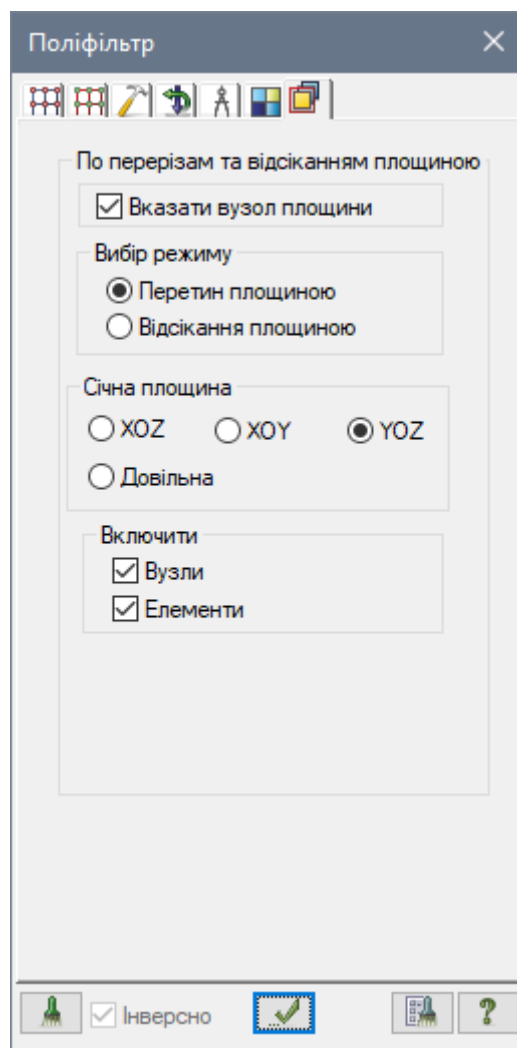 Поліфільтр
По перерізам та відсіканням площиною
Вказати вузол площини
Вибір режиму
Перетин площиною
Відсікання площиною
Січна площина
XOZ XOY YOZ
Довільна
Включити
Вузли
Елементи
Інверсно